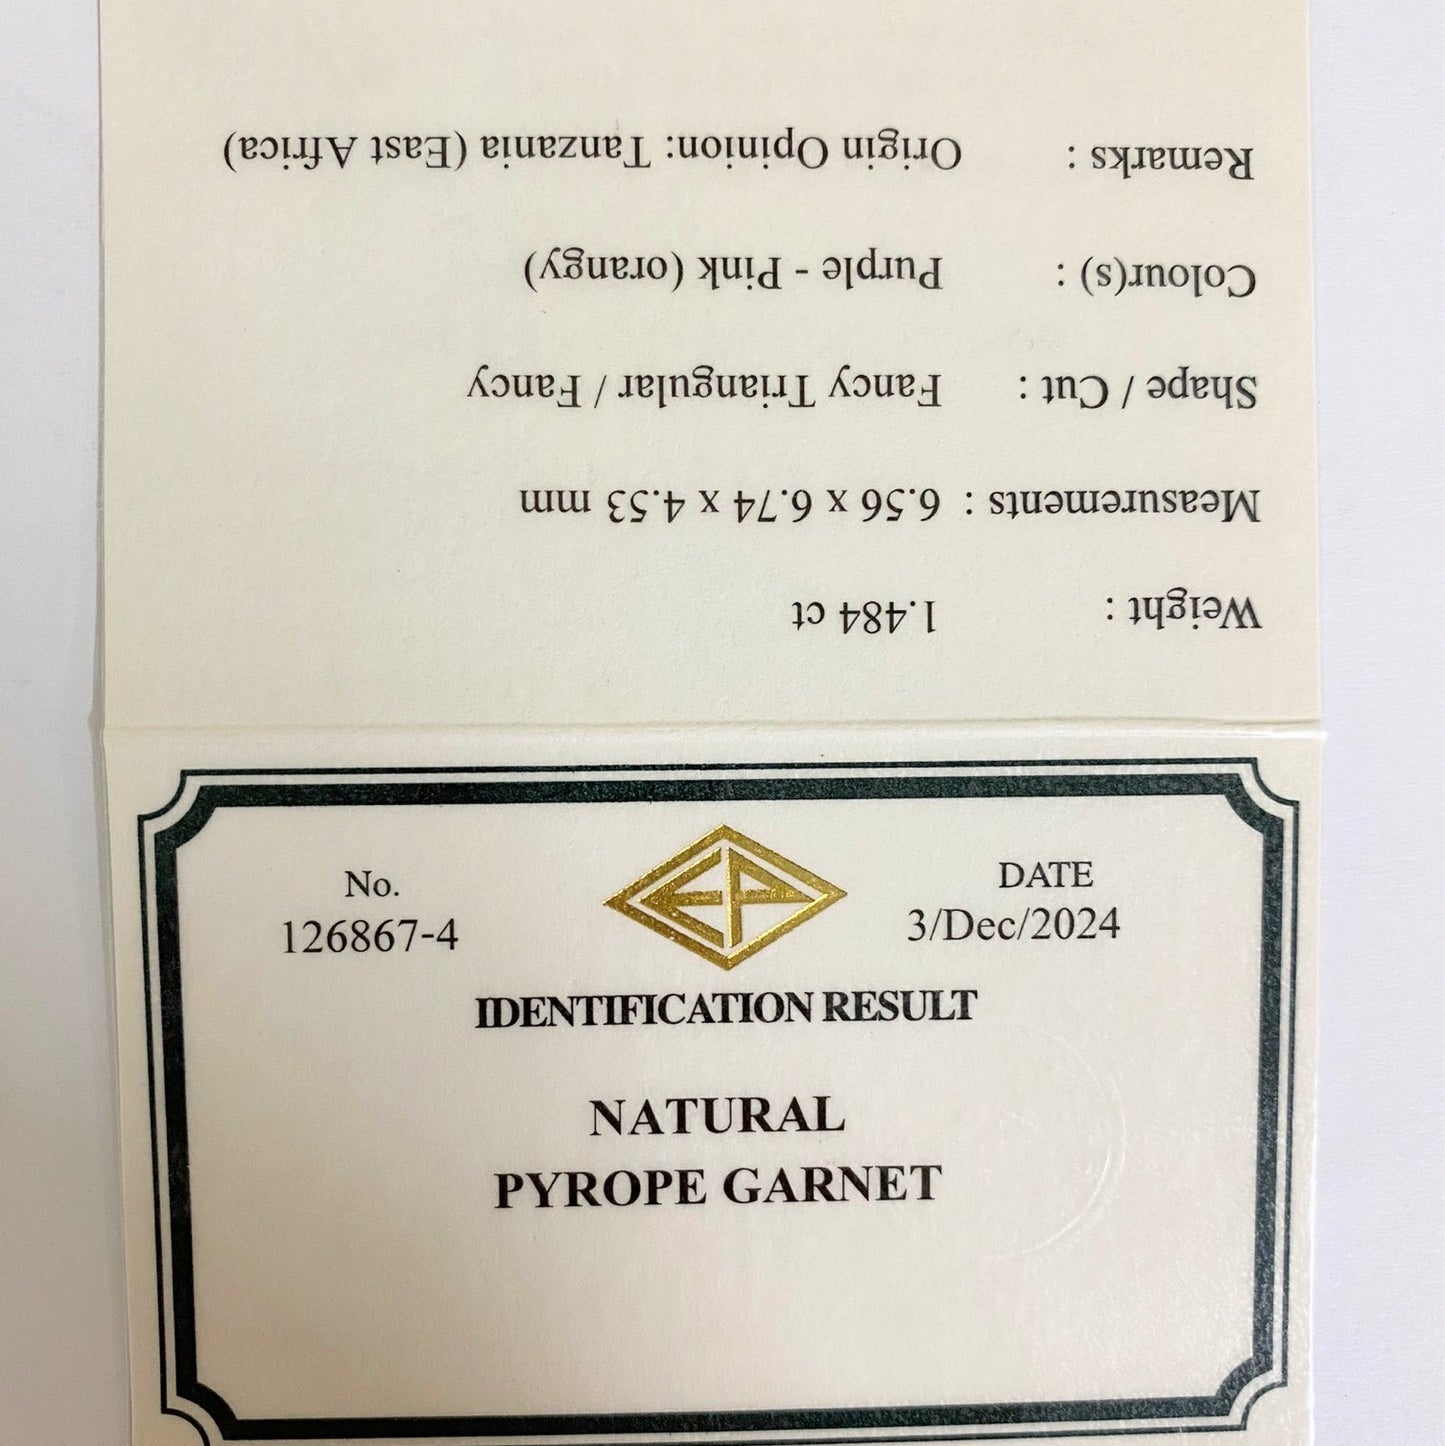 No.
126867-4
EP
DATE
3/Dec/2024
IDENTIFICATION RESULT
NATURAL
PYROPE GARNET
Weight : 1.484 ct
Measurements : 6.56 x 6.74 x 4.53 mm
Shape / Cut : Fancy Triangular / Fancy
Colour(s) : Purple - Pink (orangy)
Remarks : Origin Opinion: Tanzania (East Africa)